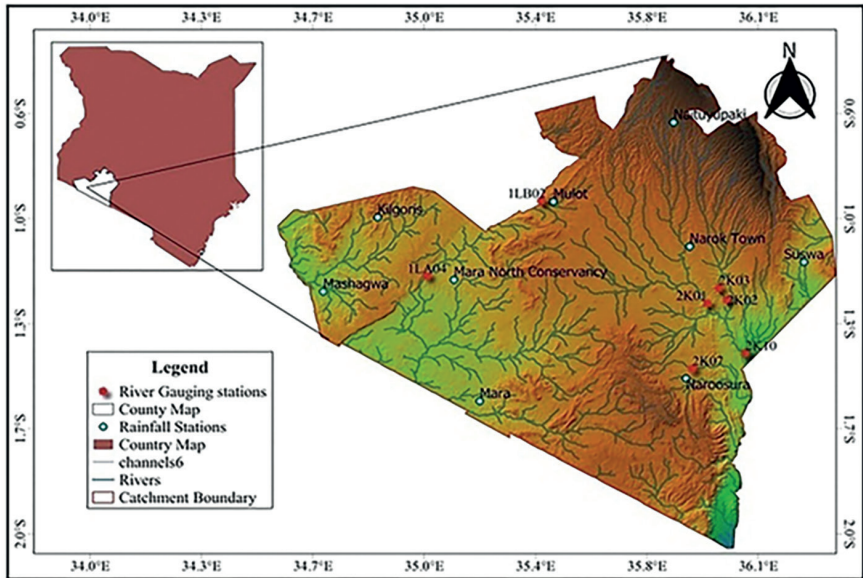 34.0°E 34.3°E 34.7°E 35.0°E 35.4°E 35.8°E 36.1°E
N
0.6°S 0.6°S
Nsituyupaki
1LB02 Mulot
1.0°S 1.0°S
Kilgoris
Narok Town
Suswa
1LA04 Mara North Conservancy
Mashagwa
2K03
2K01 2K02
1.3°S 1.3°S
2K10
2K07
Naroosura
Mara
Legend
River Gauging stations
County Map
Rainfall Stations
Country Map
channels6
Rivers
Catchment Boundary
1.7°S 1.7°S
2.0°S 2.0°S
34.0°E 34.3°E 34.7°E 35.0°E 35.4°E 35.8°E 36.1°E